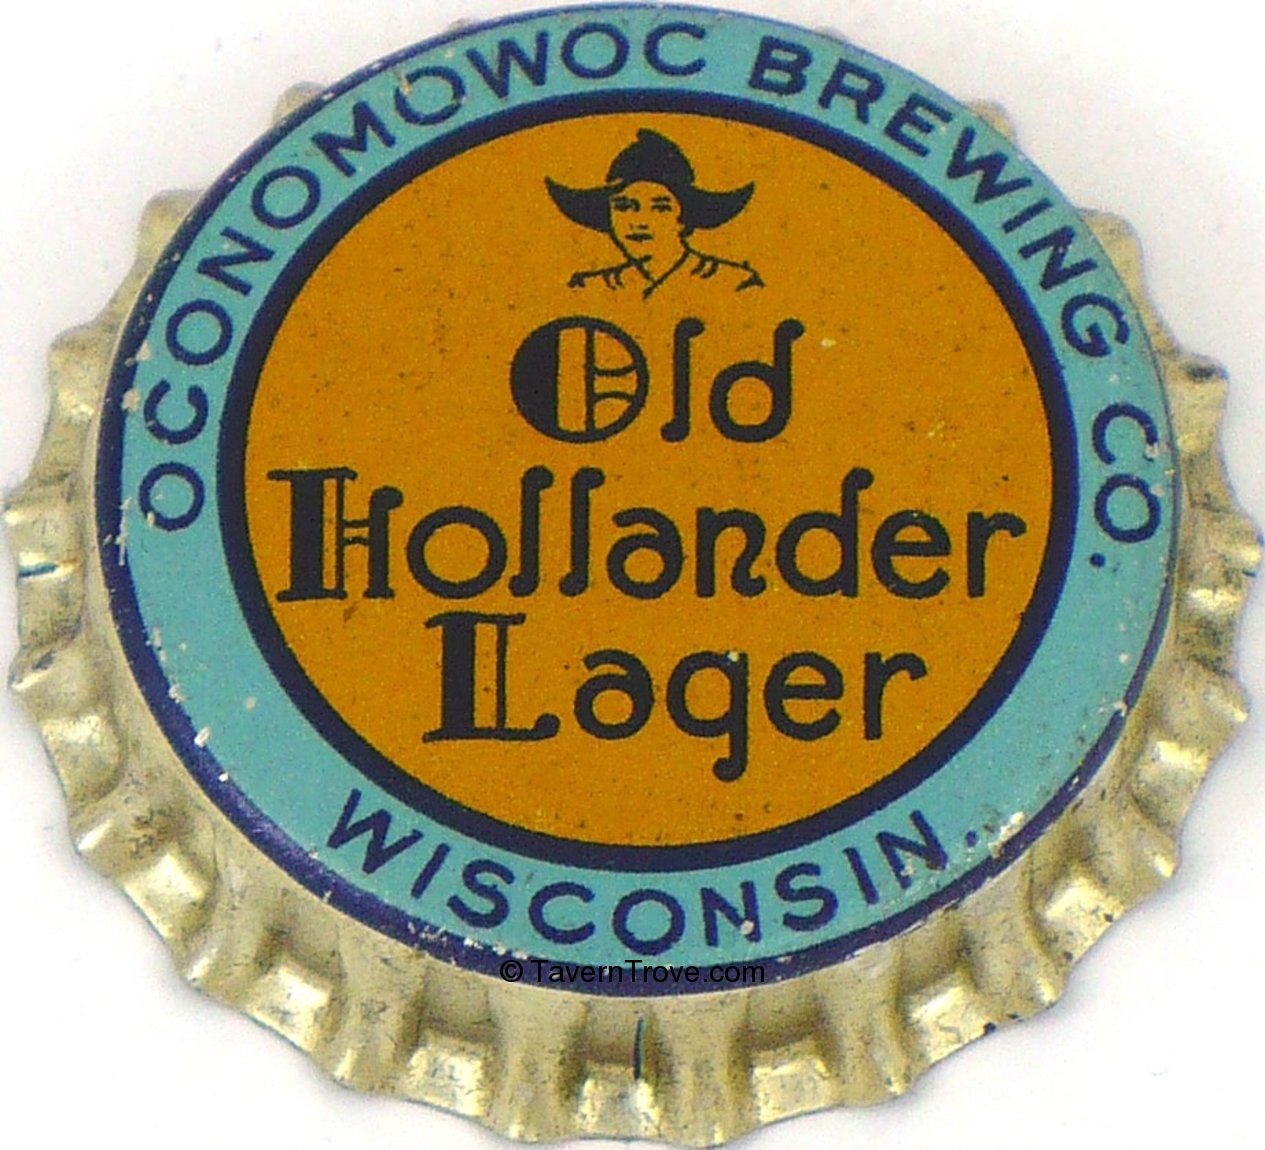 OCONOMOWOC BREWING CO.
Old
Hollander
Lager
WISCONSIN.
© TavernTrove.com